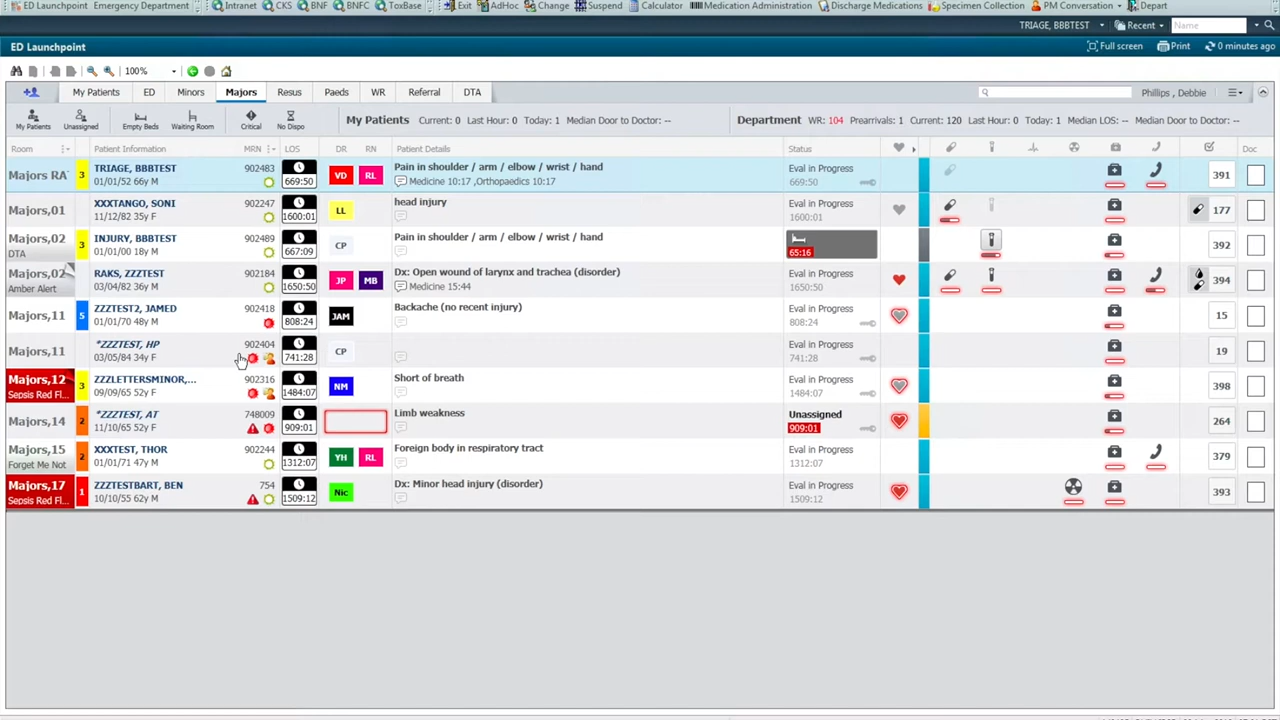 ED Launchpoint Emergency Department Intranet CKS BNF BNFC ToxBase Exit AdHoc Change Suspend Calculator Medication Administration Discharge Medications Specimen Collection PM Conversation Depart
TRIAGE, BBBTEST Recent Name
ED Launchpoint Full screen Print 0 minutes ago
100%
My Patients ED Minors Majors Resus Paeds WR Referral DTA Phillips , Debbie
My Patients Unassigned Empty Beds Waiting Room Critical No Dispo My Patients Current: 0 Last Hour: 0 Today: 1 Median Door to Doctor: -- Department WR: 104 Prearrivals: 1 Current: 120 Last Hour: 0 Today: 1 Median LOS: -- Median Door to Doctor: --
Room Patient Information MRN LOS DR RN Patient Details Status Doc
Majors RA 3 TRIAGE, BBBTEST 902483 VD RL Pain in shoulder / arm / elbow / wrist / hand Eval in Progress 391
01/01/52 66y M 669:50 Medicine 10:17 ,Orthopaedics 10:17 669:50
Majors,01 XXXTANGO, SONI 902247 LL head injury Eval in Progress 177
11/12/82 35y F 1600:01 1600:01
Majors,02 3 INJURY, BBBTEST 902489 CP Pain in shoulder / arm / elbow / wrist / hand 392
DTA 01/01/00 18y M 667:09 65:16
Majors,02 RAKS, ZZZTEST 902184 JP MB Dx: Open wound of larynx and trachea (disorder) Eval in Progress 394
Amber Alert 03/04/82 36y M 1650:50 Medicine 15:44 1650:50
Majors,11 5 ZZZTEST2, JAMED 902418 JAM Backache (no recent injury) Eval in Progress 15
01/01/70 48y M 808:24 808:24
Majors,11 *ZZZTEST, HP 902404 CP Eval in Progress 19
03/05/84 34y F 741:28 741:28
Majors,12 3 ZZZLETTERSMINOR,... 902316 NM Short of breath Eval in Progress 398
Sepsis Red Fl... 09/09/65 52y F 1484:07 1484:07
Majors,14 2 *ZZZTEST, AT 748009 Limb weakness Unassigned 264
11/10/65 52y F 909:01 909:01
Majors,15 2 XXXTEST, THOR 902244 YH RL Foreign body in respiratory tract Eval in Progress 379
Forget Me Not 01/01/71 47y M 1312:07 1312:07
Majors,17 1 ZZZTESTBART, BEN 754 Nic Dx: Minor head injury (disorder) Eval in Progress 393
Sepsis Red Fl... 10/10/55 62y M 1509:12 1509:12